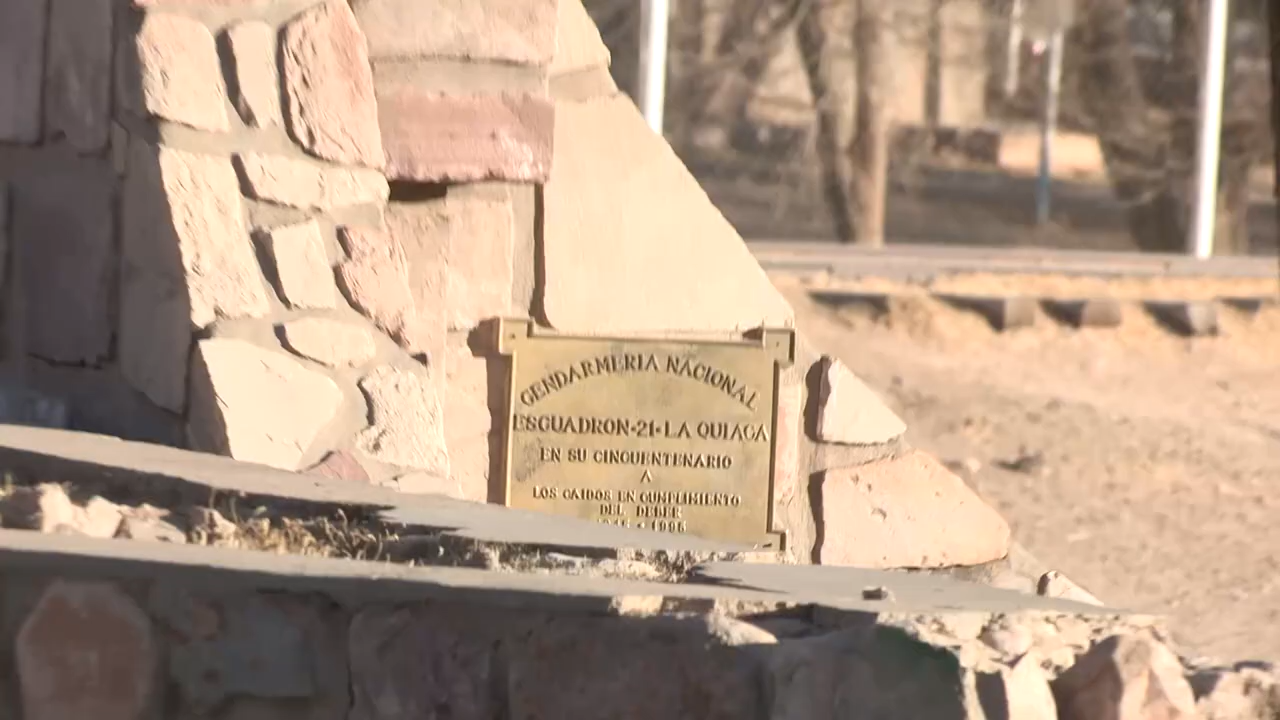 GENDARMERIA NACIONAL
ESCUADRON-21-LA QUIACA
EN SU CINCUENTENARIO
A
LOS CAIDOS EN CUMPLIMIENTO
DEL DEBER